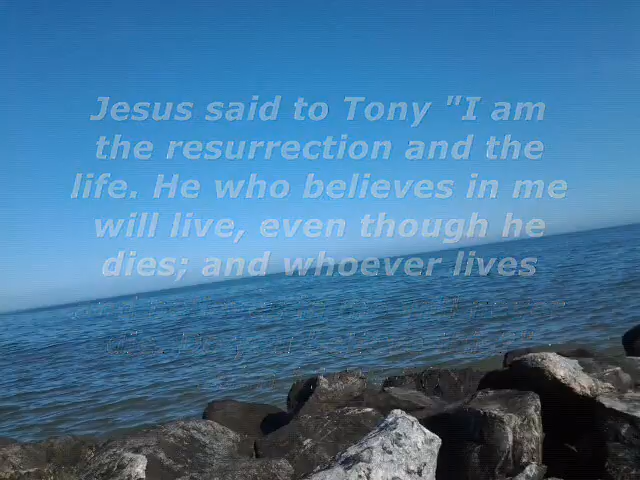 Jesus said to Tony "I am
the resurrection and the
life. He who believes in me
will live, even though he
dies; and whoever lives